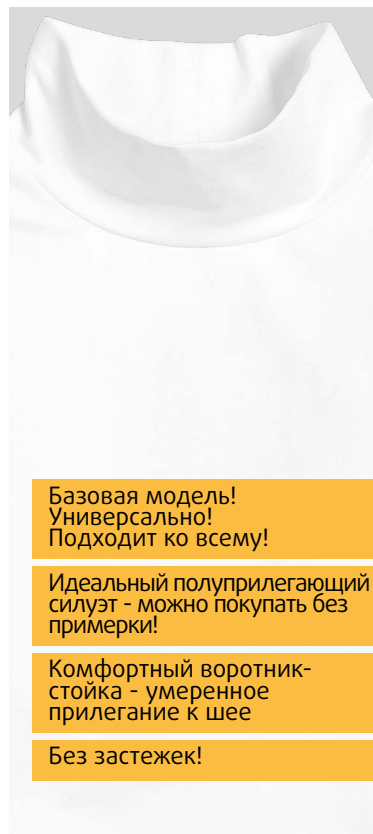 Базовая модель!
Универсально!
Подходит ко всему!
Идеальный полуприлегающий
силуэт - можно покупать без
примерки!
Комфортный воротник-
стойка - умеренное
прилегание к шее
Без застежек!